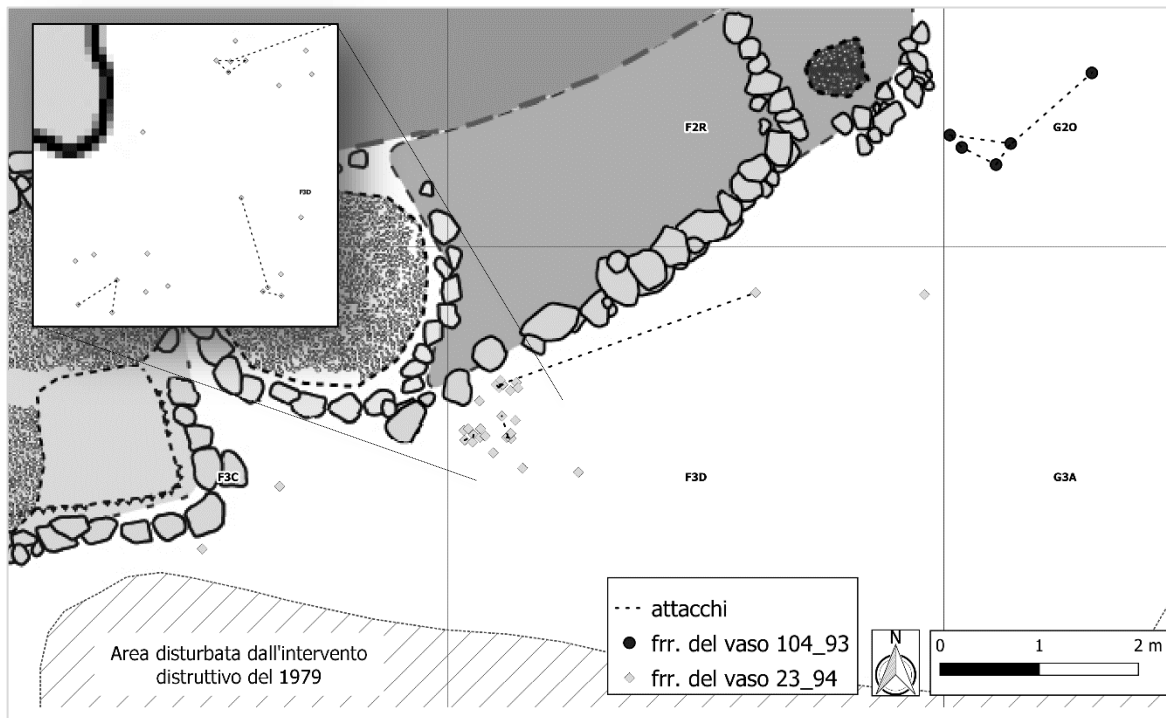 F3D
F2R
G2O
F3C
F3D
G3A
Area disturbata dall'intervento
distruttivo del 1979
attacchi
frr. del vaso 104_93
frr. del vaso 23_94
N
0 1 2 m